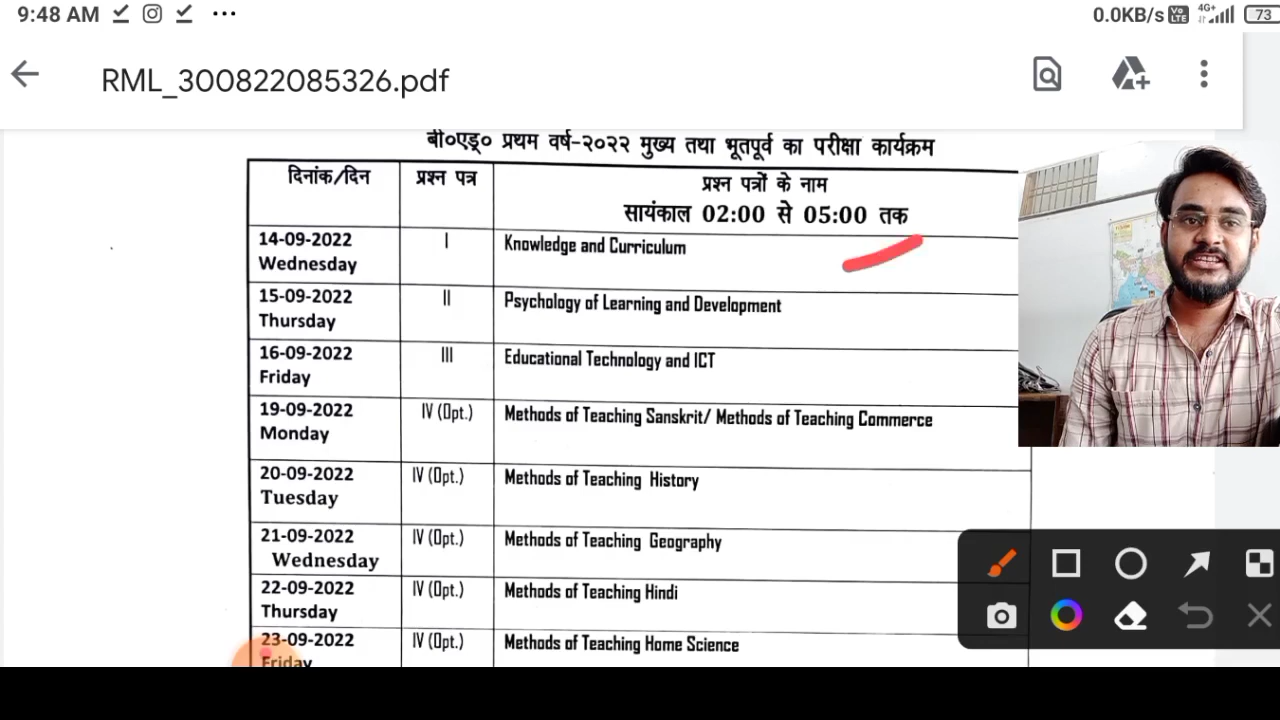 9:48 AM
0.0KB/s Vo LTE 4G+ 73
RML_300822085326.pdf
बी०एड्० प्रथम वर्ष-२०२२ मुख्य तथा भूतपूर्व का परीक्षा कार्यक्रम
दिनांक/दिन प्रश्न पत्र प्रश्न पत्रों के नाम
सायंकाल 02:00 से 05:00 तक
14-09-2022 I Knowledge and Curriculum
Wednesday
15-09-2022 II Psychology of Learning and Development
Thursday
16-09-2022 III Educational Technology and ICT
Friday
19-09-2022 IV (Opt.) Methods of Teaching Sanskrit/ Methods of Teaching Commerce
Monday
20-09-2022 IV (Opt.) Methods of Teaching History
Tuesday
21-09-2022 IV (Opt.) Methods of Teaching Geography
Wednesday
22-09-2022 IV (Opt.) Methods of Teaching Hindi
Thursday
23-09-2022 IV (Opt.) Methods of Teaching Home Science
Friday